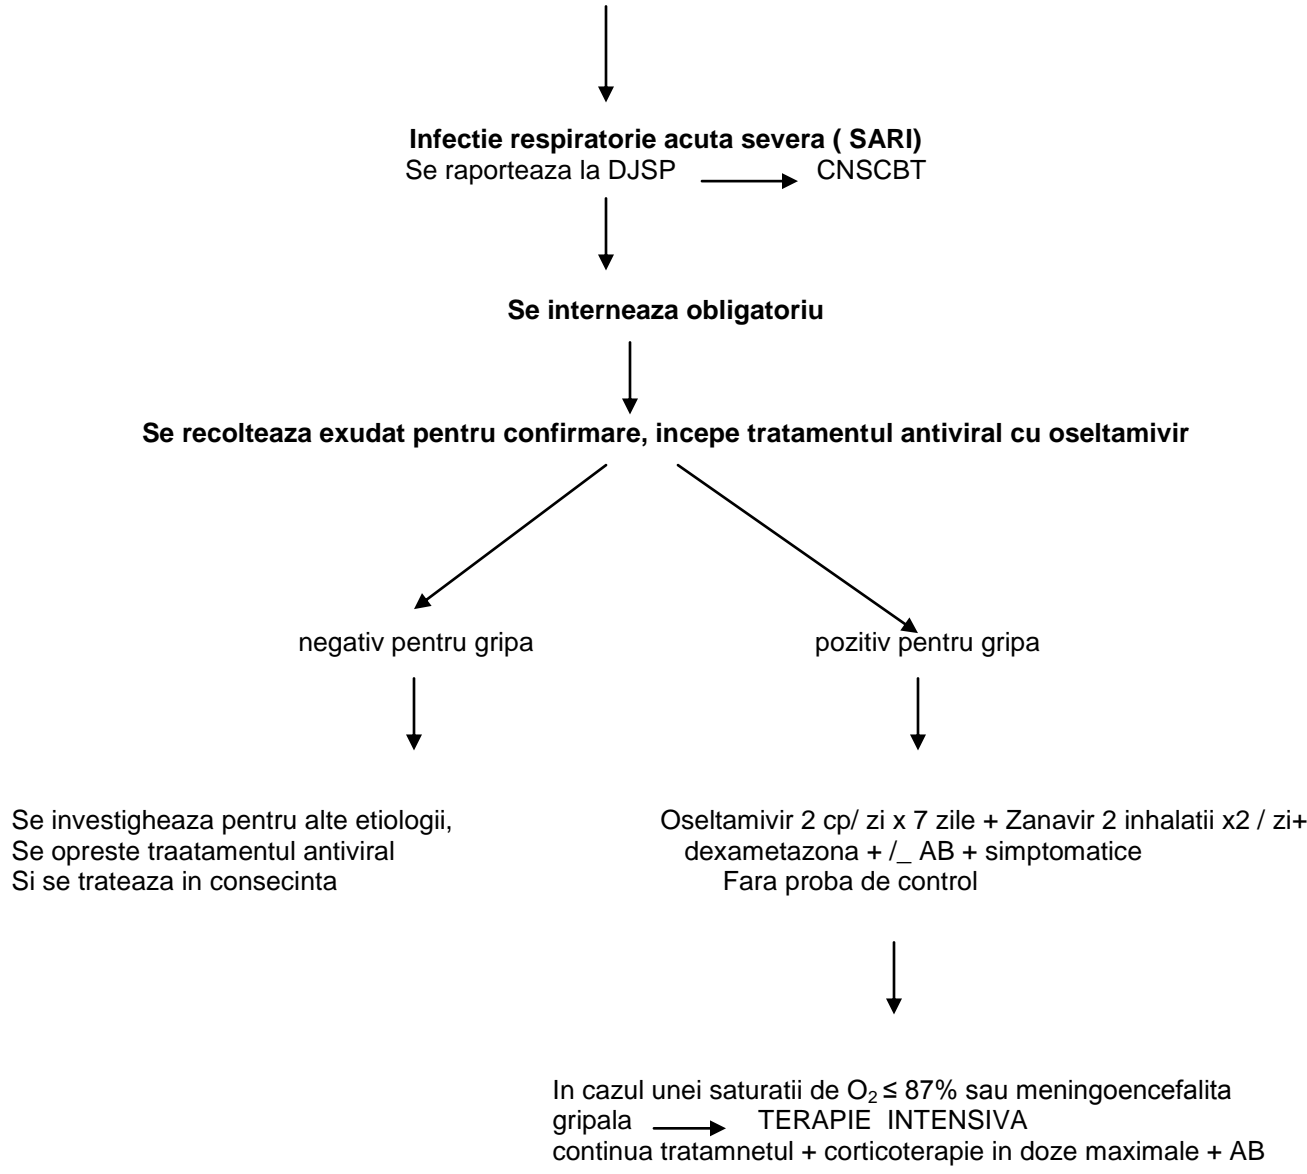 Infectie respiratorie acuta severa ( SARI)
Se raporteaza la DJSP CNSCBT
Se interneaza obligatoriu
Se recolteaza exudat pentru confirmare, incepe tratamentul antiviral cu oseltamivir
negativ pentru gripa
pozitiv pentru gripa
Se investigheaza pentru alte etiologii,
Se opreste traatamentul antiviral
Si se trateaza in consecinta
Oseltamivir 2 cp/ zi x 7 zile + Zanavir 2 inhalatii x2 / zi+
dexametazona + /_ AB + simptomatice
Fara proba de control
In cazul unei saturatii de O₂ ≤ 87% sau meningoencefalita
gripala TERAPIE INTENSIVA
continua tratamnetul + corticoterapie in doze maximale + AB